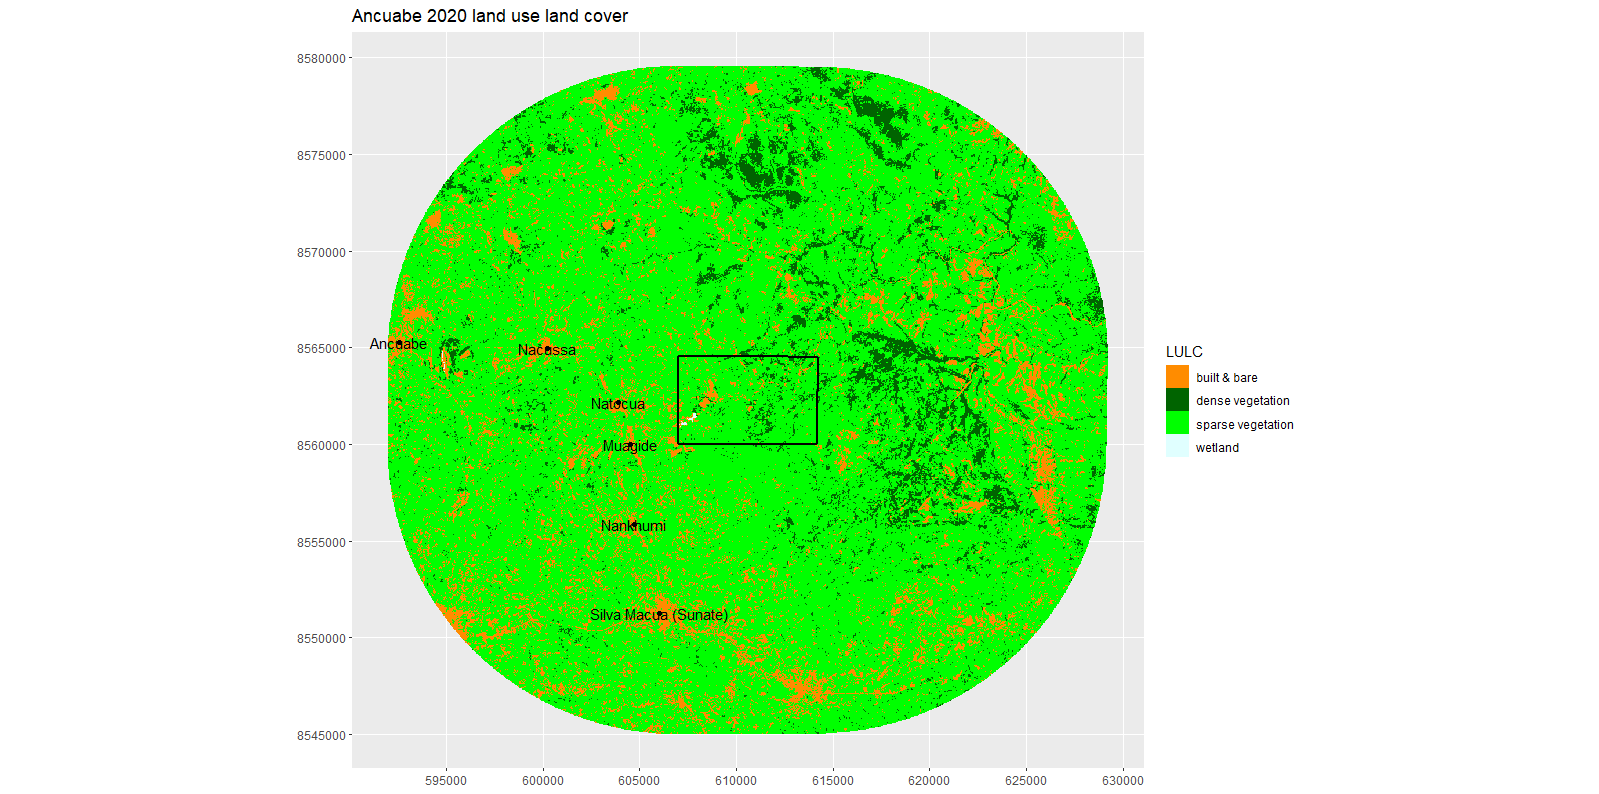 Ancuabe 2020 land use land cover
8580000
8575000
8570000
8565000
8560000
8555000
8550000
8545000
Ancuabe
Nacussa
Natocua
Muagide
Nankhumi
Silva Macua (Sunate)
595000
600000
605000
610000
615000
620000
625000
630000
LULC
built & bare
dense vegetation
sparse vegetation
wetland